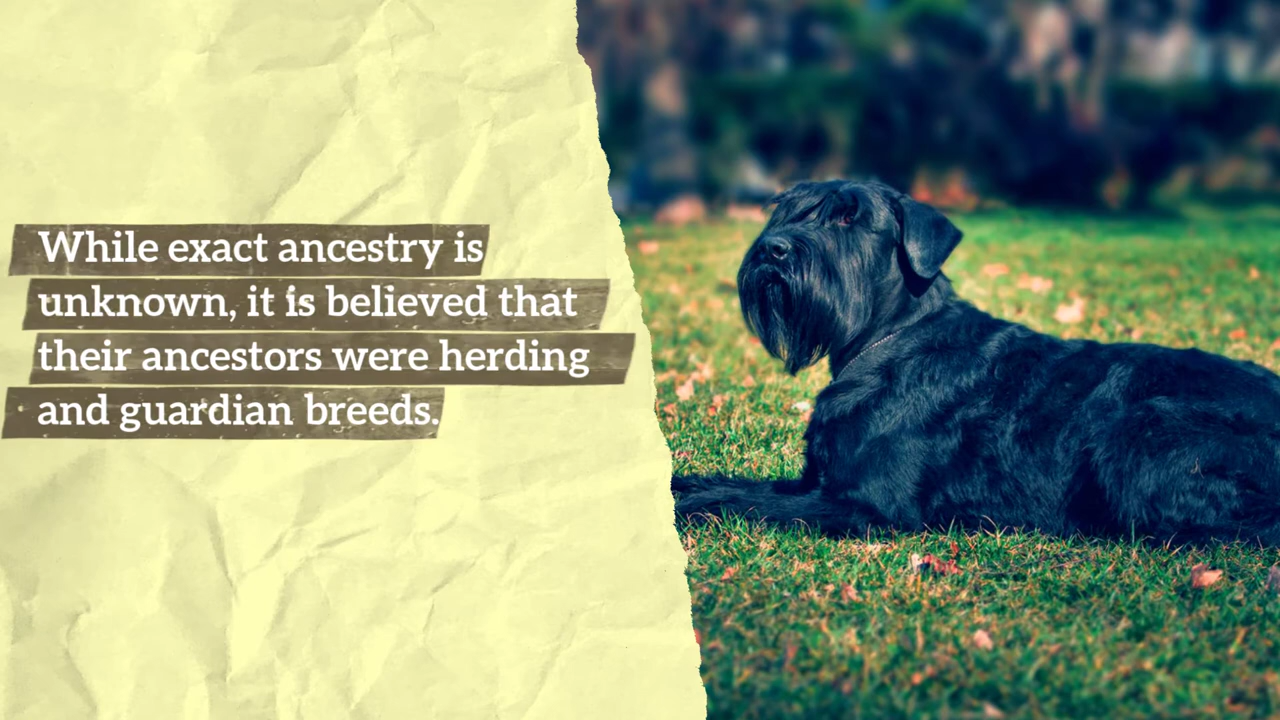 While exact ancestry is
unknown, it is believed that
their ancestors were herding
and guardian breeds.